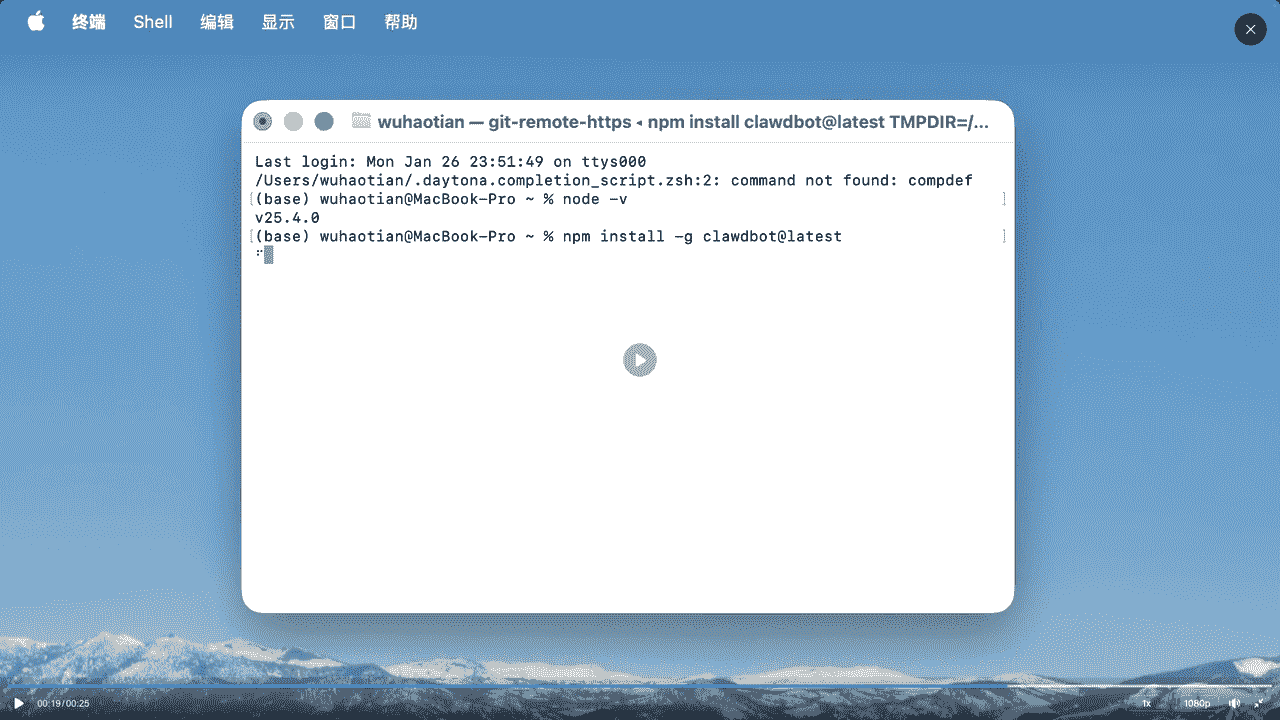 终端 Shell 编辑 显示 窗口 帮助
wuhaotian — git-remote-https ◂ npm install clawdbot@latest TMPDIR=/...
Last login: Mon Jan 26 23:51:49 on ttys000
/Users/wuhaotian/.daytona.completion_script.zsh:2: command not found: compdef
(base) wuhaotian@MacBook-Pro ~ % node -v
v25.4.0
(base) wuhaotian@MacBook-Pro ~ % npm install -g clawdbot@latest
00:19/00:25 1x 1080p